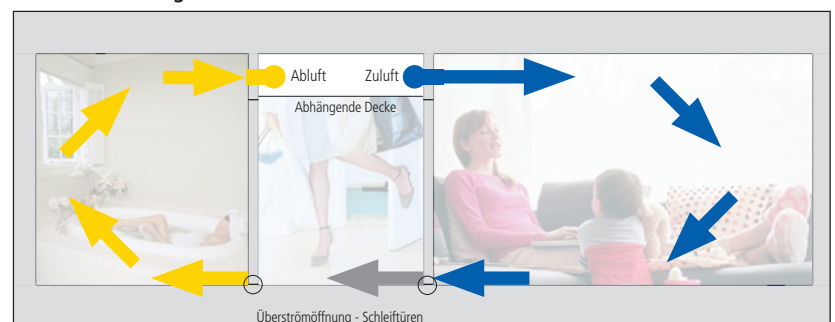 Abluft Zuluft
Abhängende Decke
Überströmöffnung - Schleiftüren